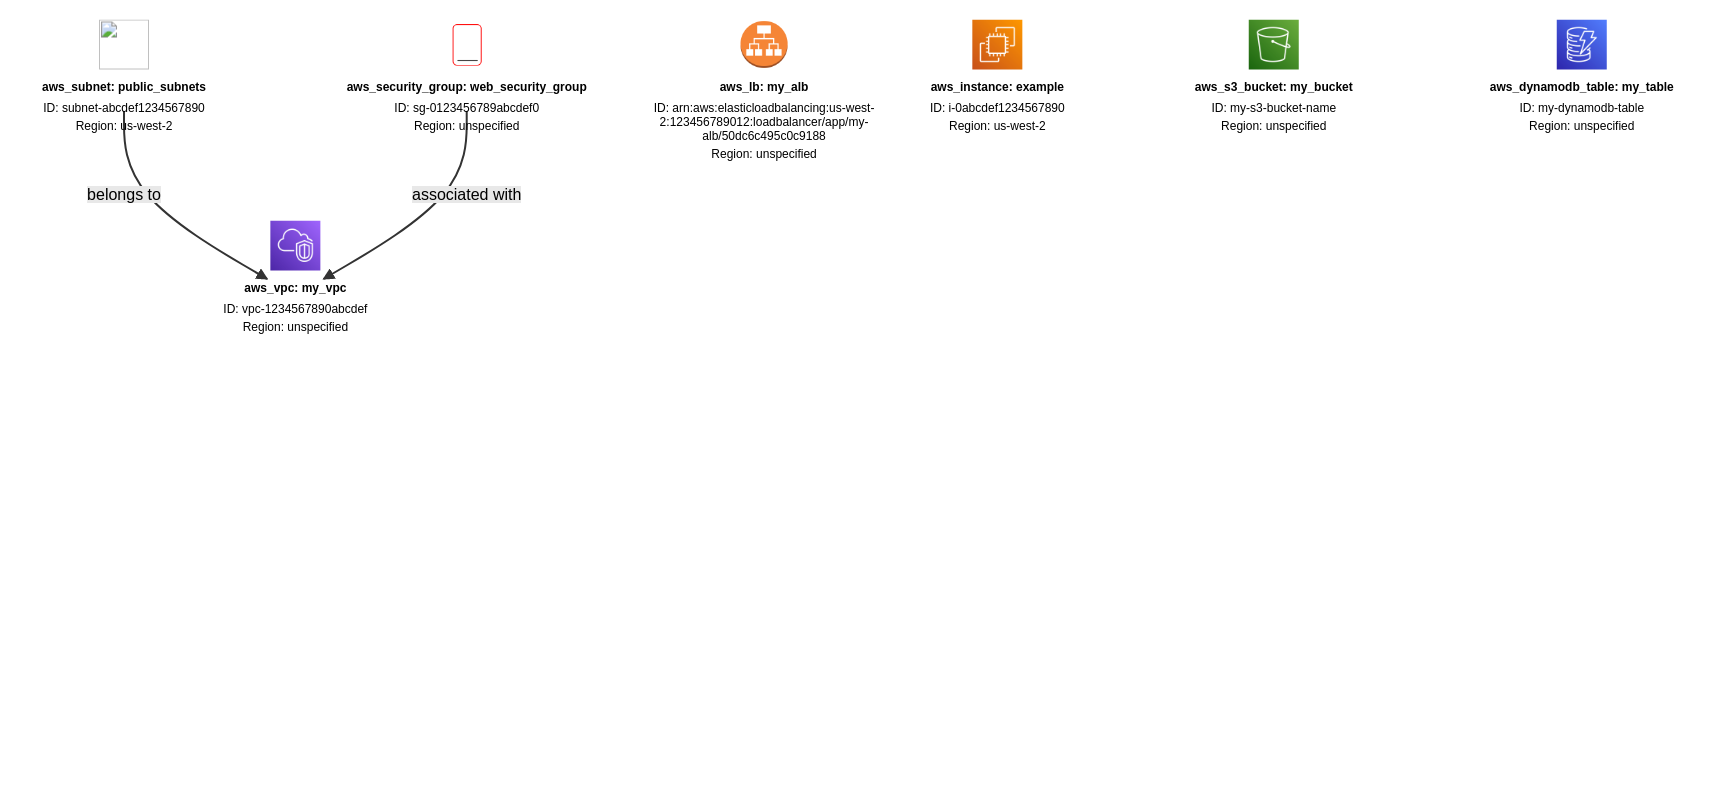 aws_subnet: public_subnets
ID: subnet-abcdef1234567890
Region: us-west-2
aws_security_group: web_security_group
ID: sg-0123456789abcdef0
Region: unspecified
aws_lb: my_alb
ID: arn:aws:elasticloadbalancing:us-west-
2:123456789012:loadbalancer/app/my-
alb/50dc6c495c0c9188
Region: unspecified
aws_instance: example
ID: i-0abcdef1234567890
Region: us-west-2
aws_s3_bucket: my_bucket
ID: my-s3-bucket-name
Region: unspecified
aws_dynamodb_table: my_table
ID: my-dynamodb-table
Region: unspecified
belongs to
associated with
aws_vpc: my_vpc
ID: vpc-1234567890abcdef
Region: unspecified